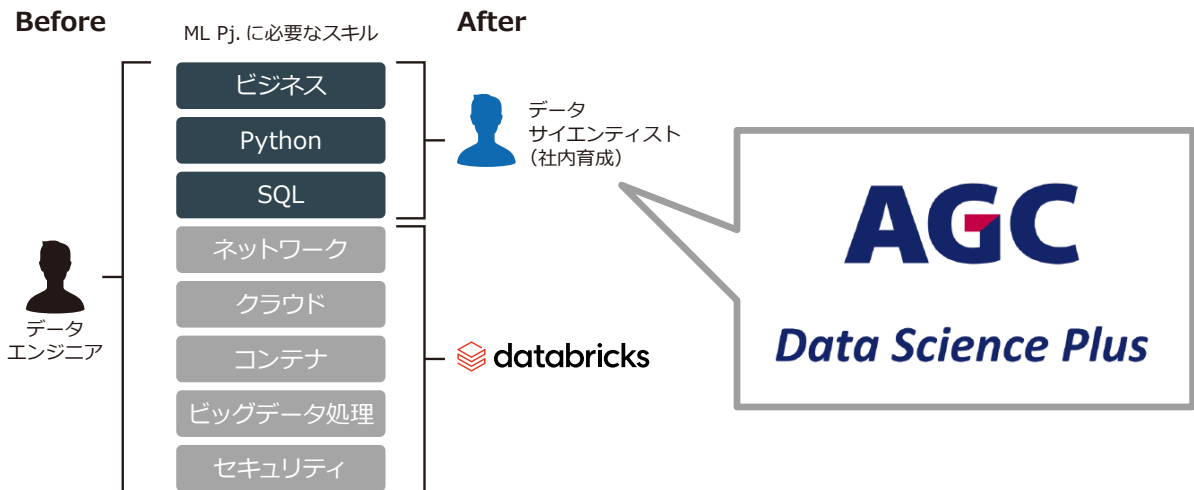 Before
ML Pj. に必要なスキル
After
ビジネス
Python
SQL
ネットワーク
クラウド
コンテナ
ビッグデータ処理
セキュリティ
データ
エンジニア
データ
サイエンティスト
（社内育成）
databricks
AGC
Data Science Plus